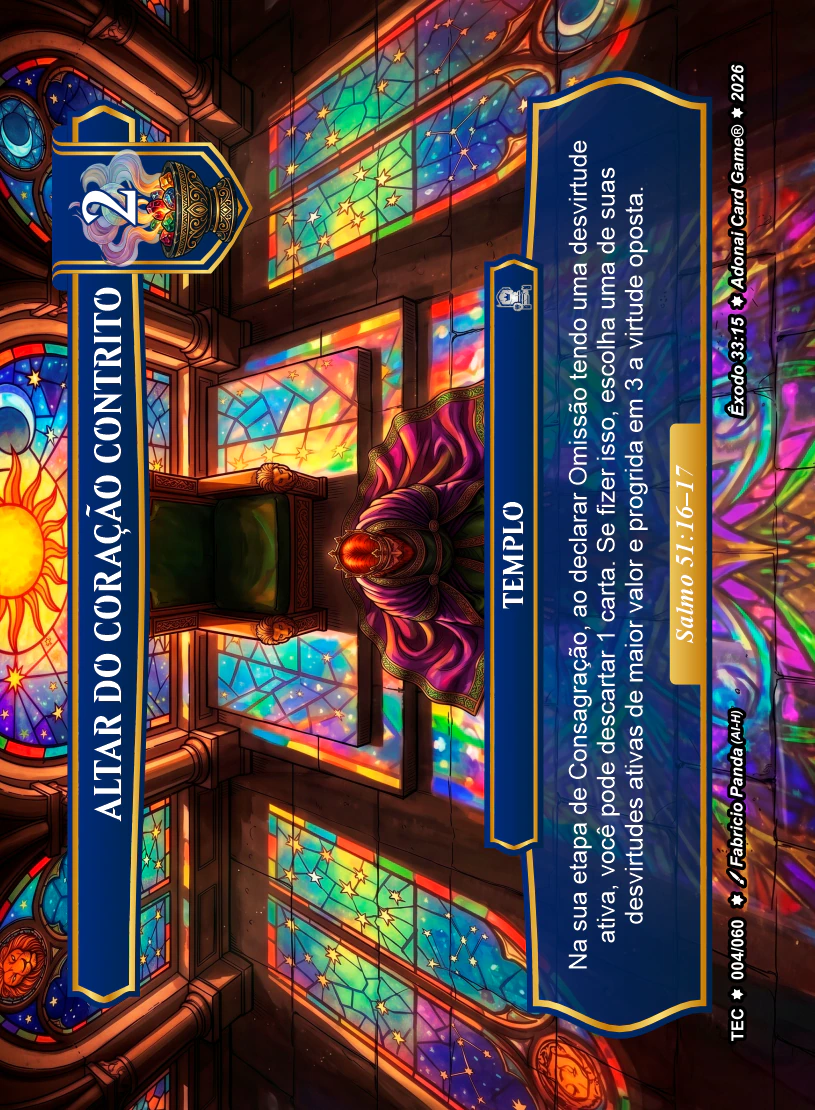 ALTAR DO CORAÇÃO CONTRITO
2
TEMPLO
Na sua etapa de Consagração, ao declarar Omissão tendo uma desvirtude
ativa, você pode descartar 1 carta. Se fizer isso, escolha uma de suas
desvirtudes ativas de maior valor e progrida em 3 a virtude oposta.
Salmo 51:16–17
TEC ★ 004/060 ★ Fabricio Panda (AI-H)
Êxodo 33:15 ★ Adonai Card Game® ★ 2026